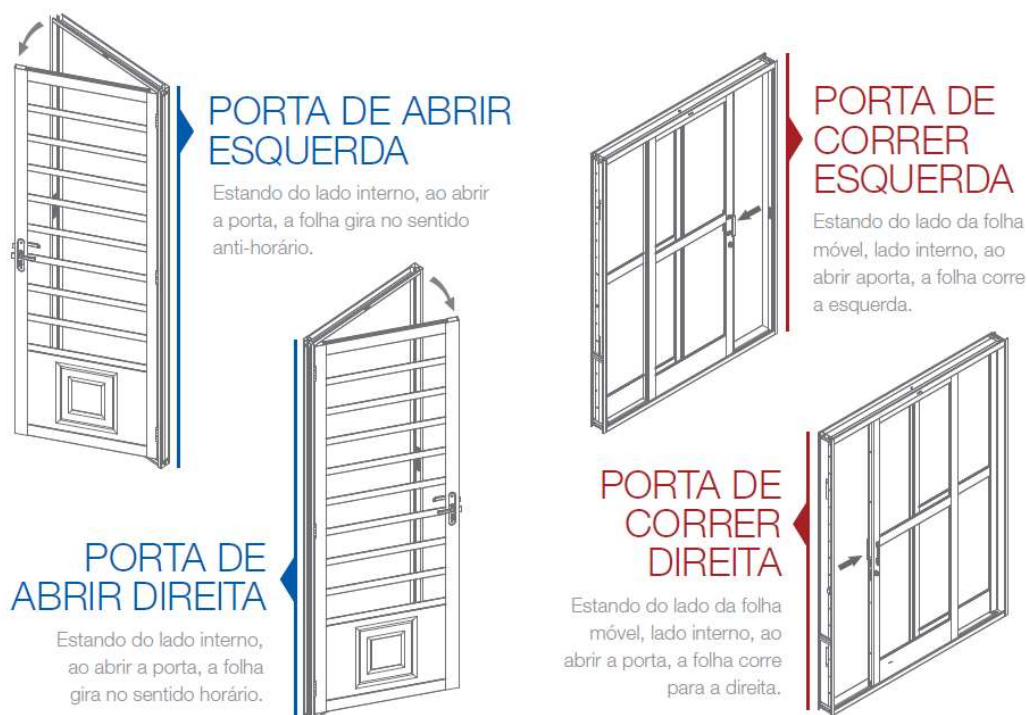 PORTA DE ABRIR
ESQUERDA
Estando do lado interno, ao abrir
a porta, a folha gira no sentido
anti-horário.
PORTA DE
CORRER
ESQUERDA
Estando do lado da folha
móvel, lado interno, ao
abrir aporta, a folha corre
a esquerda.
PORTA DE
ABRIR DIREITA
Estando do lado interno,
ao abrir a porta, a folha
gira no sentido horário.
PORTA DE
CORRER
DIREITA
Estando do lado da folha
móvel, lado interno, ao
abrir a porta, a folha corre
para a direita.